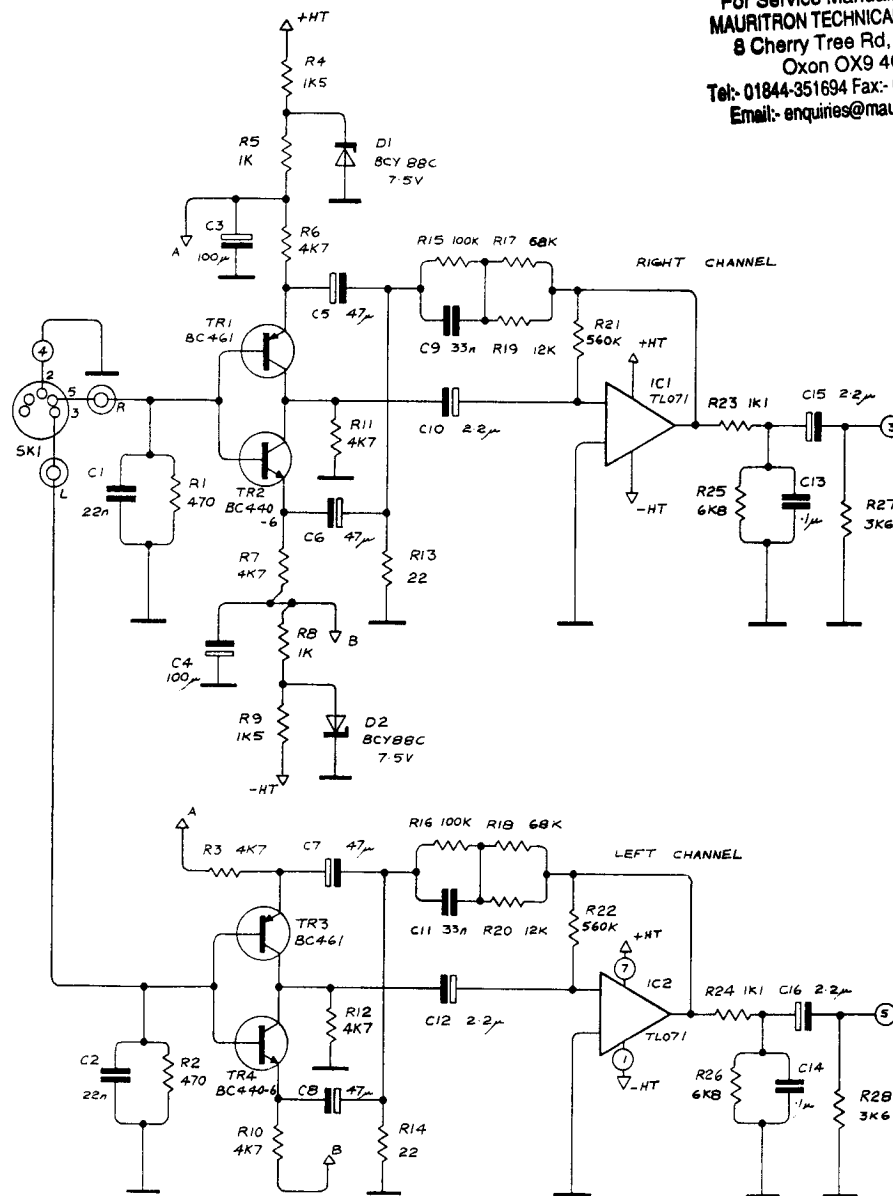 For Service Manuals
MAURITRON TECHNICA
8 Cherry Tree Rd,
Oxon OX9 4
Tel:- 01844-351694 Fax:-
Email:- enquiries@mau
+HT
R4
1K5
R5
1K
D1
BCY 88C
7.5V
A
C3
100µ
R6
4K7
R15 100K R17 68K
RIGHT CHANNEL
C5 47µ
TR1
BC461
C9 33n R19 12K
R21
560K
+HT
IC1
TL071
4
2
5
3
R
SK1
L
C1
22n
R1
470
R11
4K7
C10 2.2µ
R23 1K1
C15 2.2µ
3
TR2
BC440
-6
C6 47µ
-HT
R25
6K8
C13
.1µ
R27
3K6
R7
4K7
R13
22
B
C4
100µ
R8
1K
R9
1K5
D2
BCY88C
7.5V
-HT
A
R3 4K7
C7 47µ
R16 100K R18 68K
LEFT CHANNEL
TR3
BC461
C11 33n R20 12K
R22
560K
+HT
7
IC2
TL071
C2
22n
R2
470
R12
4K7
C12 2.2µ
R24 1K1
C16 2.2µ
5
TR4
BC440-6
C8 47µ
1
-HT
R26
6K8
C14
.1µ
R28
3K6
R10
4K7
B
R14
22